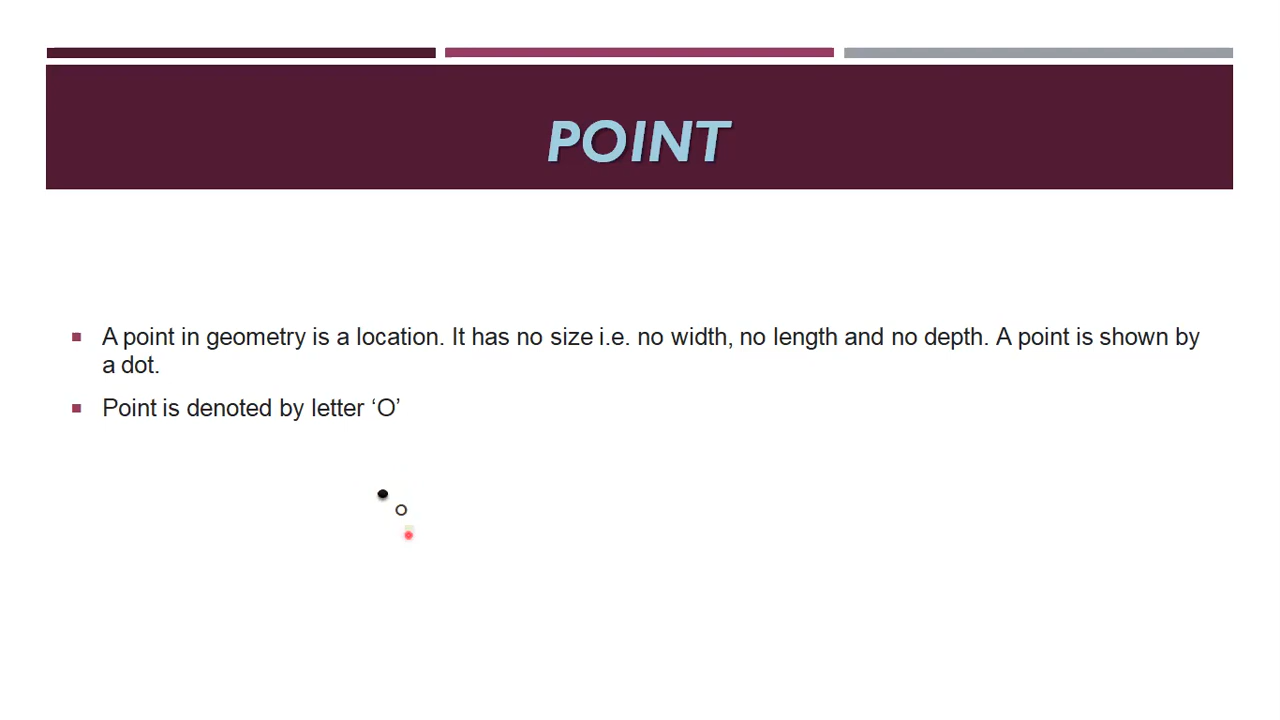 POINT
A point in geometry is a location. It has no size i.e. no width, no length and no depth. A point is shown by
a dot.
Point is denoted by letter ‘O’
O